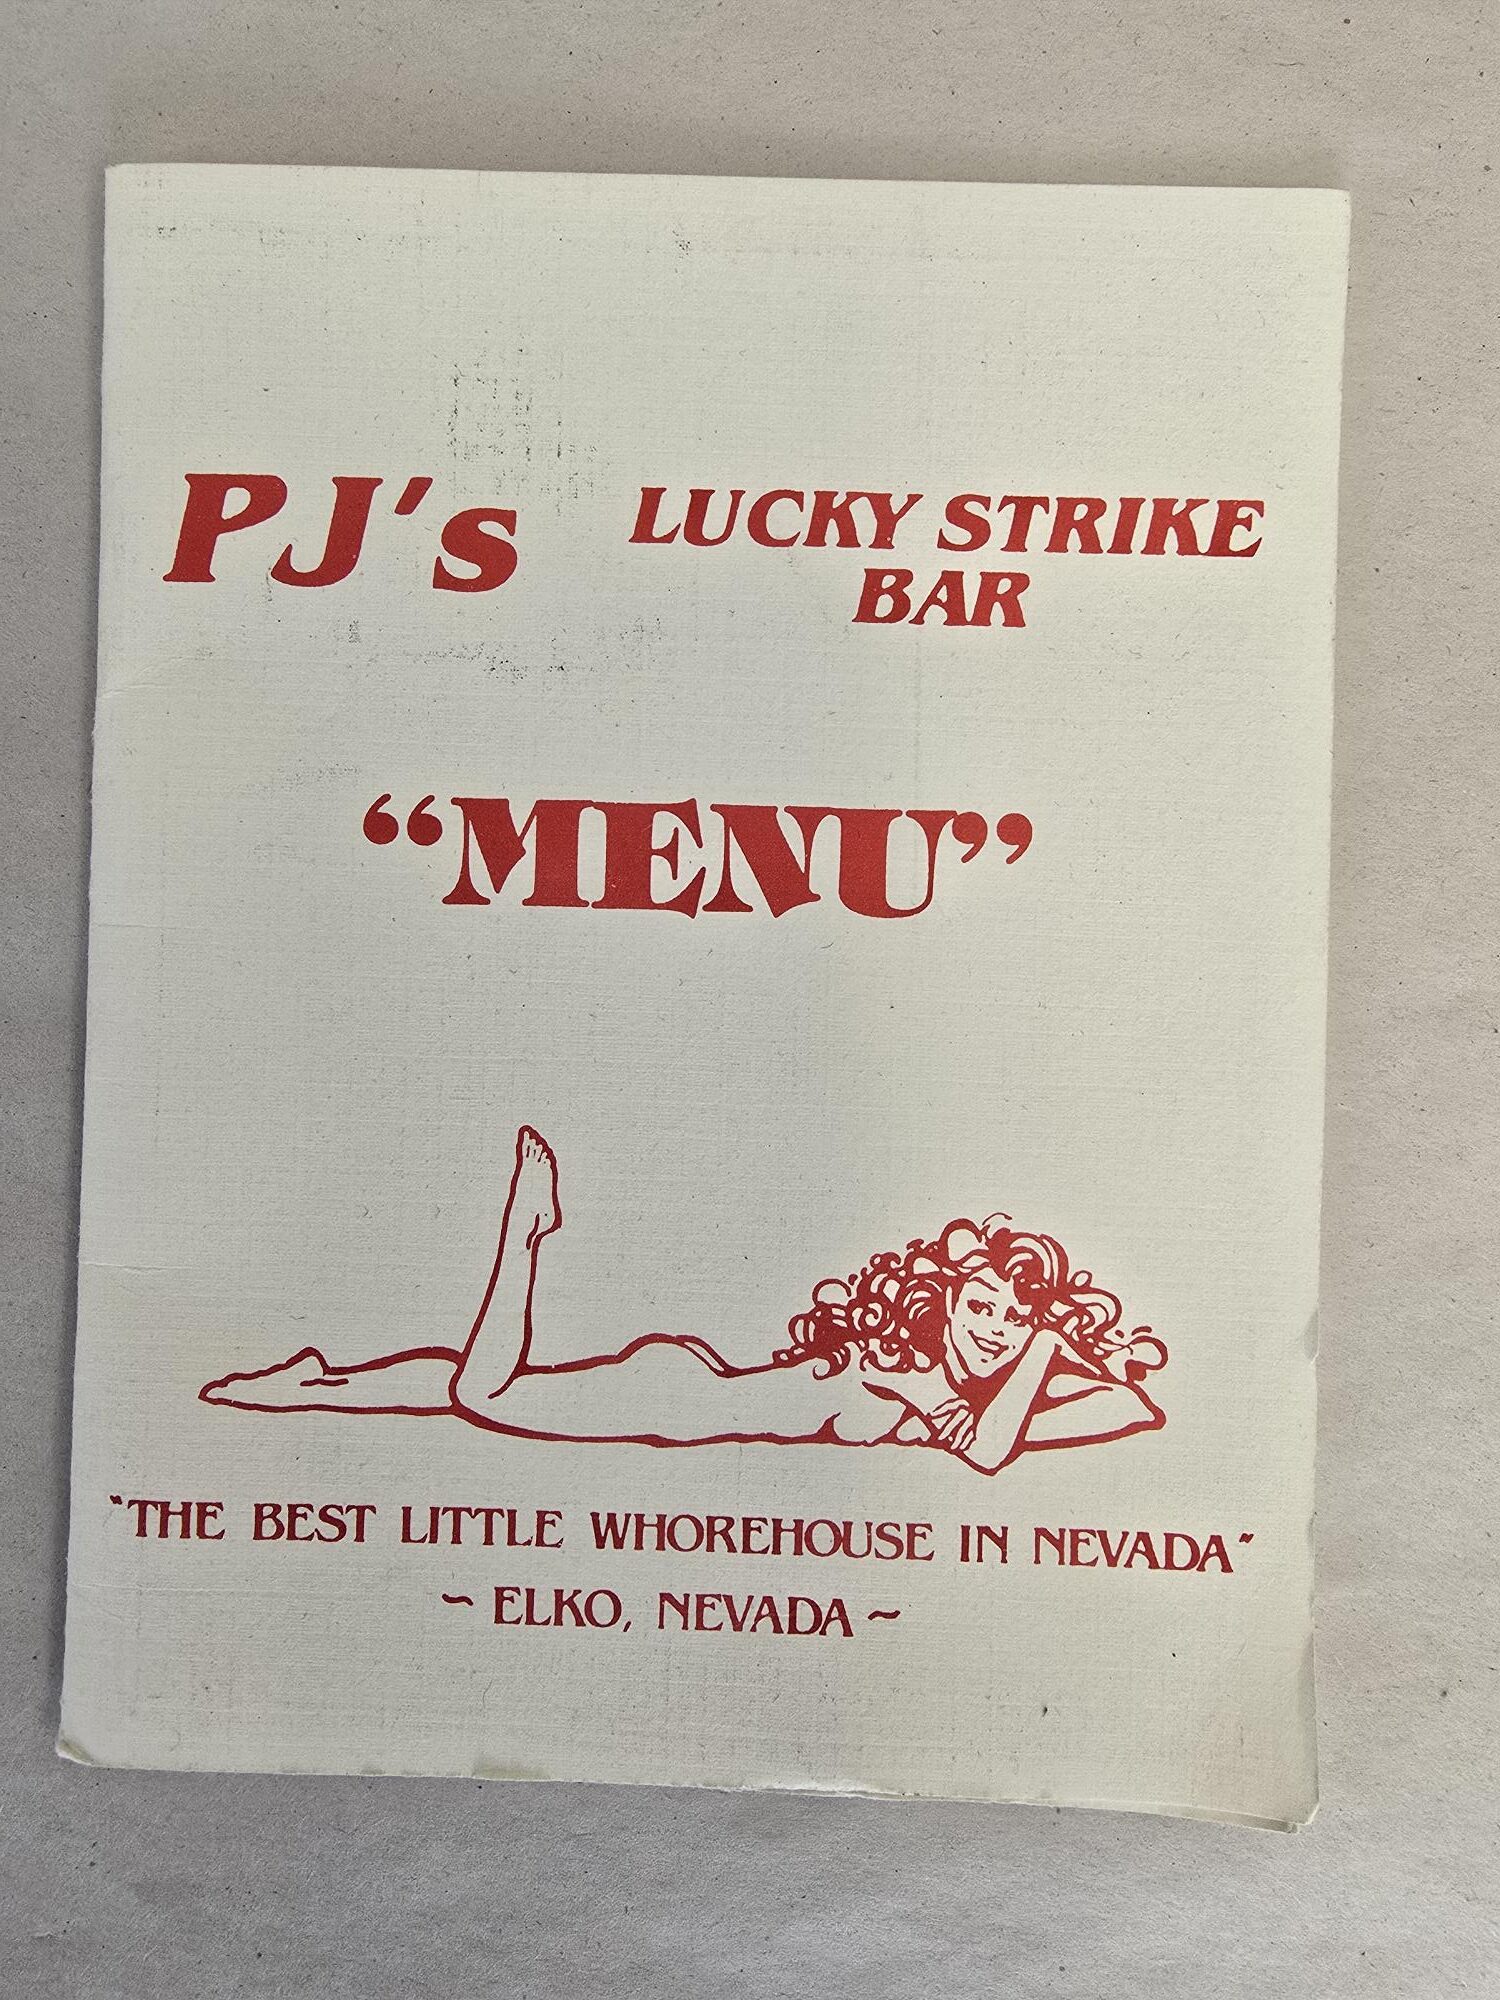 PJ's LUCKY STRIKE
BAR
“MENU”
"THE BEST LITTLE WHOREHOUSE IN NEVADA"
~ ELKO, NEVADA ~